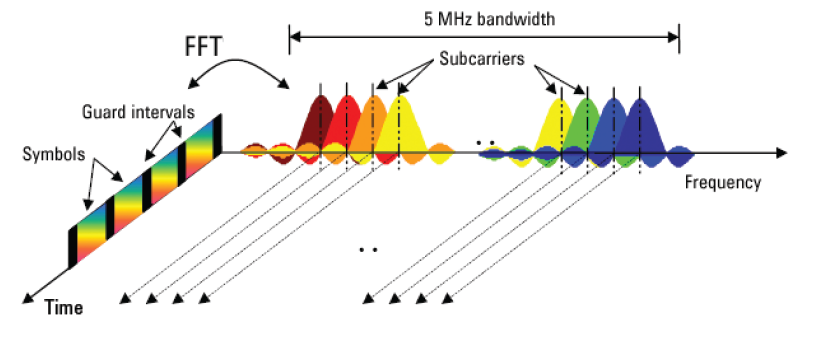 5 MHz bandwidth
FFT
Subcarriers
Guard intervals
Symbols
Frequency
Time